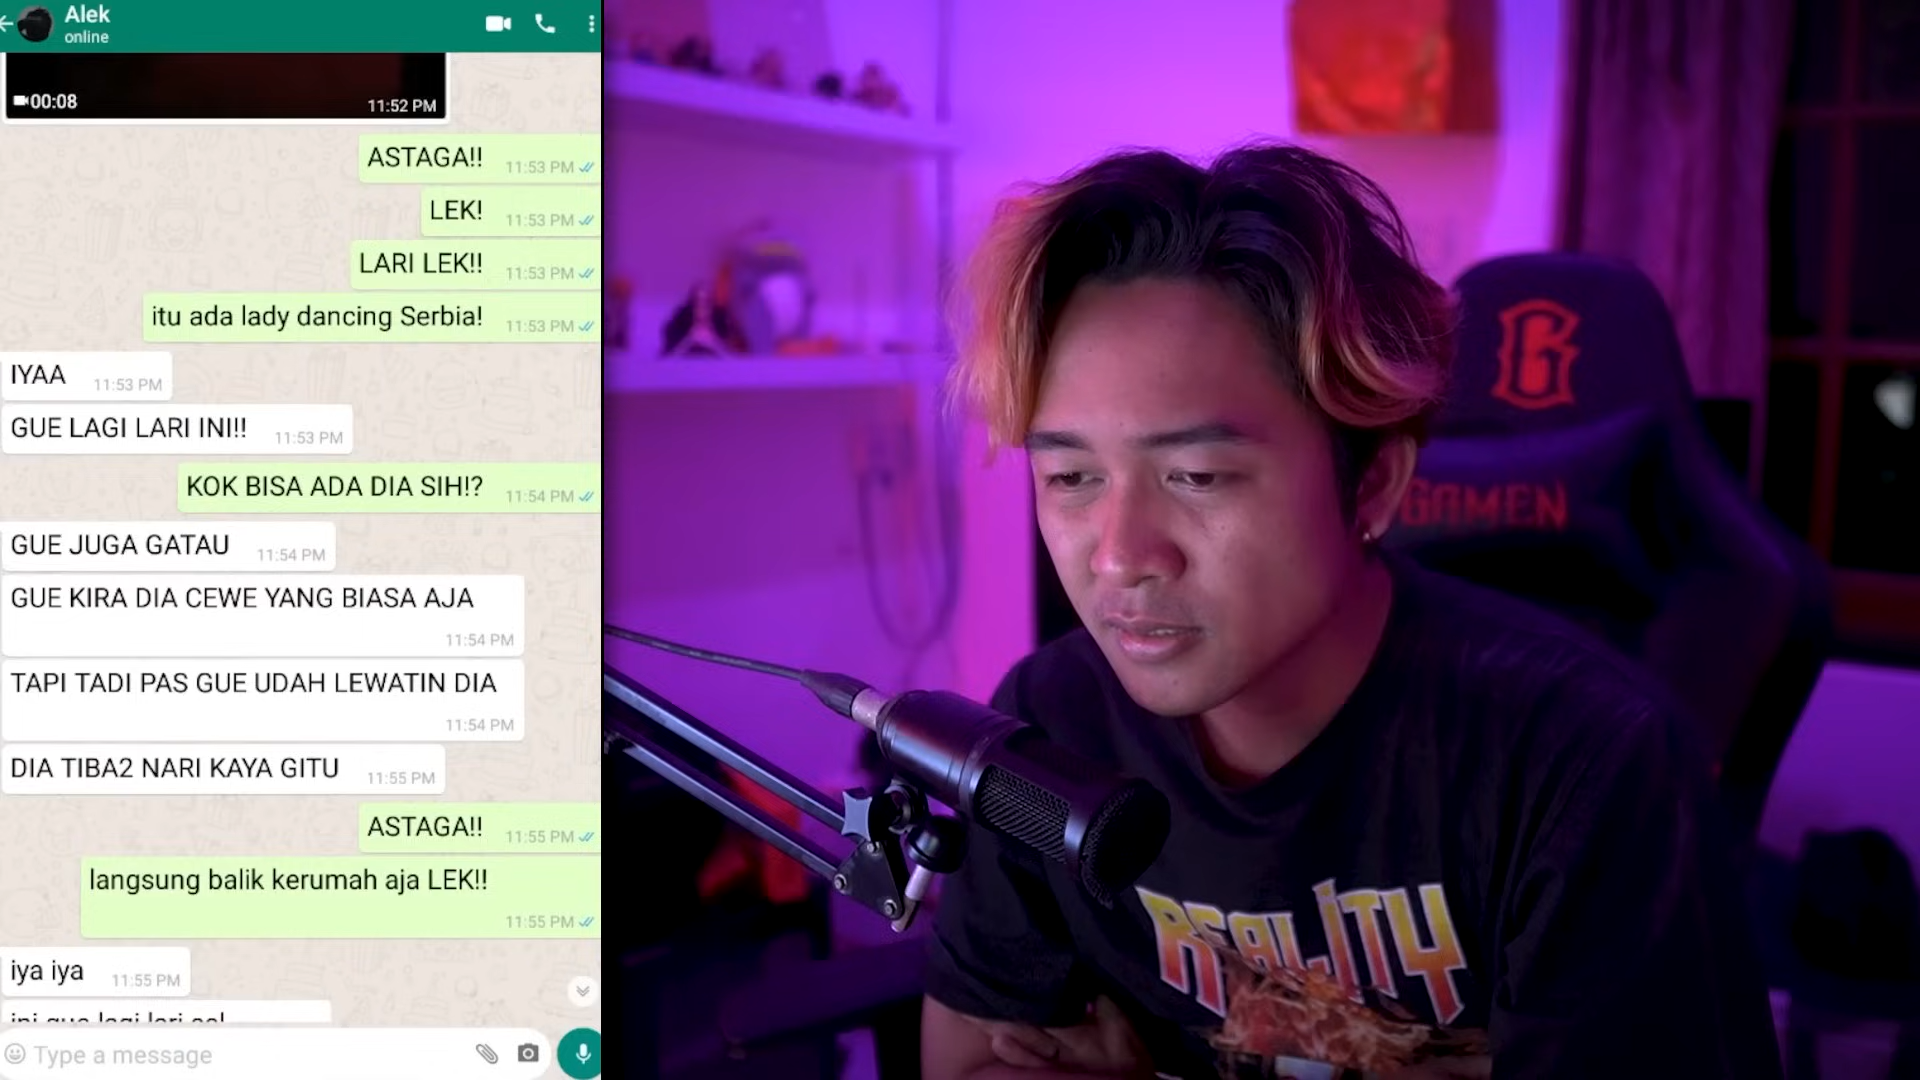 Alek
online
00:08
11:52 PM
ASTAGA!! 11:53 PM
LEK! 11:53 PM
LARI LEK!! 11:53 PM
itu ada lady dancing Serbia! 11:53 PM
IYAA 11:53 PM
GUE LAGI LARI INI!! 11:53 PM
KOK BISA ADA DIA SIH!? 11:54 PM
GUE JUGA GATAU 11:54 PM
GUE KIRA DIA CEWE YANG BIASA AJA
11:54 PM
TAPI TADI PAS GUE UDAH LEWATIN DIA
11:54 PM
DIA TIBA2 NARI KAYA GITU 11:55 PM
ASTAGA!! 11:55 PM
langsung balik kerumah aja LEK!!
11:55 PM
iya iya 11:55 PM
ini gue lagi lari
Type a message
GAMEN
REALITY